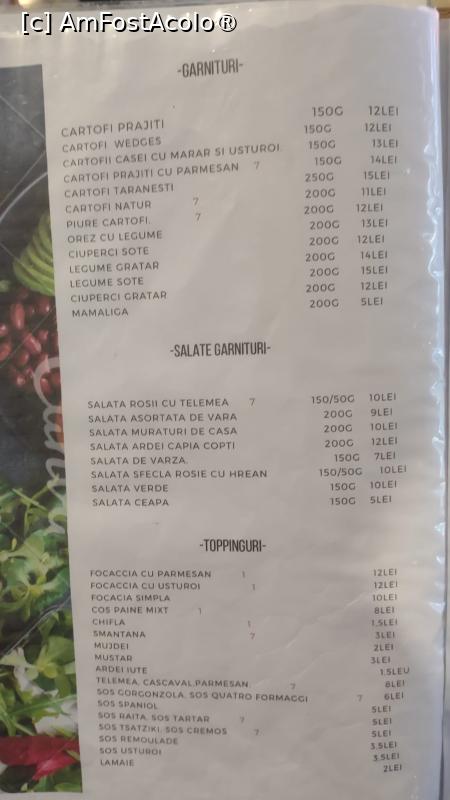 [c] AmFostAcolo®
-GARNITURI-
CARTOFI PRAJITI 150G 12LEI
CARTOFI WEDGES 150G 12LEI
CARTOFII CASEI CU MARAR SI USTUROI. 150G 13LEI
CARTOFI PRAJITI CU PARMESAN 7 150G 14LEI
CARTOFI TARANESTI 250G 15LEI
CARTOFI NATUR 7 200G 11LEI
PIURE CARTOFI. 7 200G 12LEI
OREZ CU LEGUME 200G 13LEI
CIUPERCI SOTE 200G 12LEI
LEGUME GRATAR 200G 14LEI
LEGUME SOTE 200G 15LEI
CIUPERCI GRATAR 200G 12LEI
MAMALIGA 200G 5LEI
-SALATE GARNITURI-
SALATA ROSII CU TELEMEA 7 150/50G 10LEI
SALATA ASORTATA DE VARA 200G 9LEI
SALATA MURATURI DE CASA 200G 10LEI
SALATA ARDEI CAPIA COPTI 200G 12LEI
SALATA DE VARZA. 150G 7LEI
SALATA SFECLA ROSIE CU HREAN 150/50G 10LEI
SALATA VERDE 150G 10LEI
SALATA CEAPA 150G 5LEI
-TOPPINGURI-
FOCACCIA CU PARMESAN 1 12LEI
FOCACCIA CU USTUROI 1 12LEI
FOCACIA SIMPLA 10LEI
COS PAINE MIXT 1 8LEI
CHIFLA 1 1,5LEI
SMANTANA 7 3LEI
MUJDEI 2LEI
MUSTAR 3LEI
ARDEI IUTE 1,5LEU
TELEMEA, CASCAVAL,PARMESAN. 7 8LEI
SOS GORGONZOLA, SOS QUATRO FORMAGGI 7 6LEI
SOS SPANIOL 5LEI
SOS RAITA, SOS TARTAR 7 5LEI
SOS TSATZIKI, SOS CREMOS 7 5LEI
SOS REMOULADE 3,5LEI
SOS USTUROI 3,5LEI
LAMAIE 2LEI